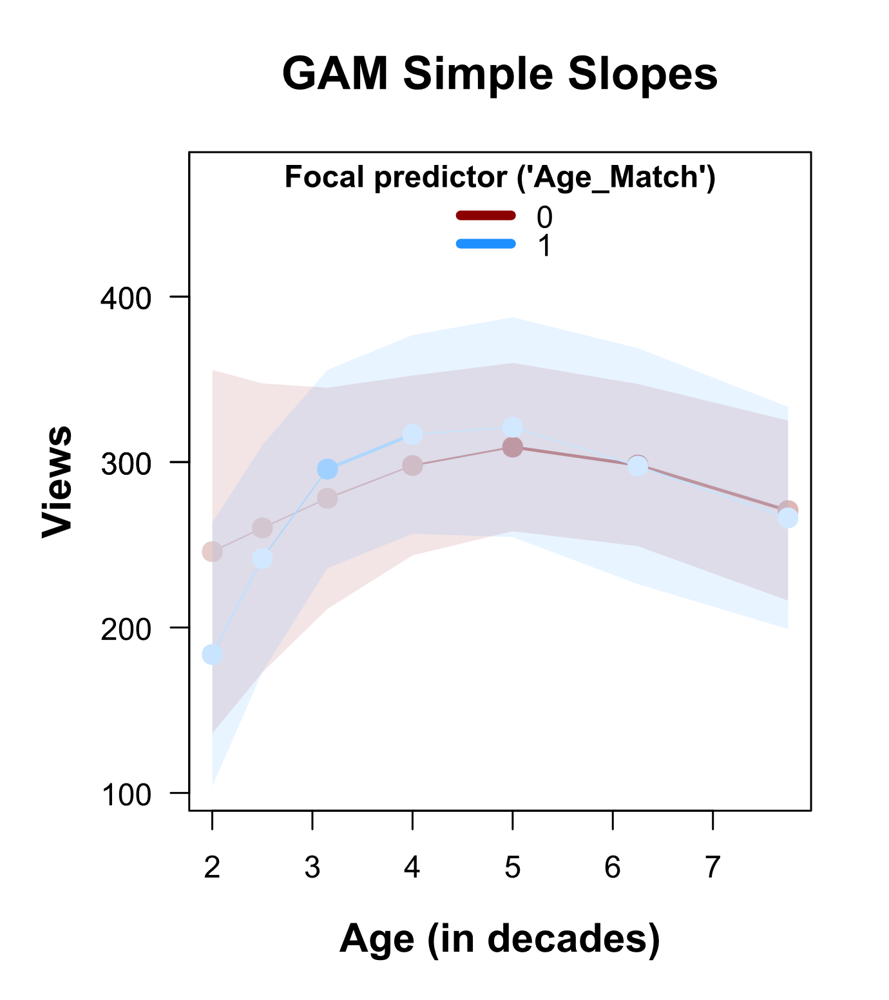 GAM Simple Slopes
Focal predictor ('Age_Match')
0
1
400
300
200
100
Views
2 3 4 5 6 7
Age (in decades)